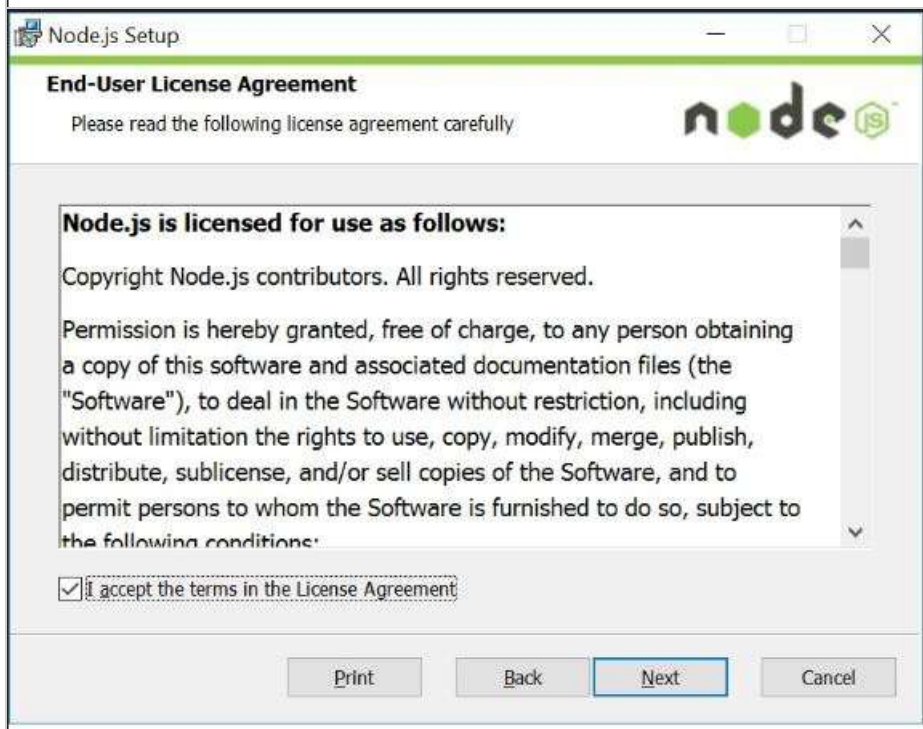 Node.js Setup
End-User License Agreement
Please read the following license agreement carefully
node JS
Node.js is licensed for use as follows:
Copyright Node.js contributors. All rights reserved.
Permission is hereby granted, free of charge, to any person obtaining
a copy of this software and associated documentation files (the
"Software"), to deal in the Software without restriction, including
without limitation the rights to use, copy, modify, merge, publish,
distribute, sublicense, and/or sell copies of the Software, and to
permit persons to whom the Software is furnished to do so, subject to
the following conditions:
I accept the terms in the License Agreement
Print Back Next Cancel